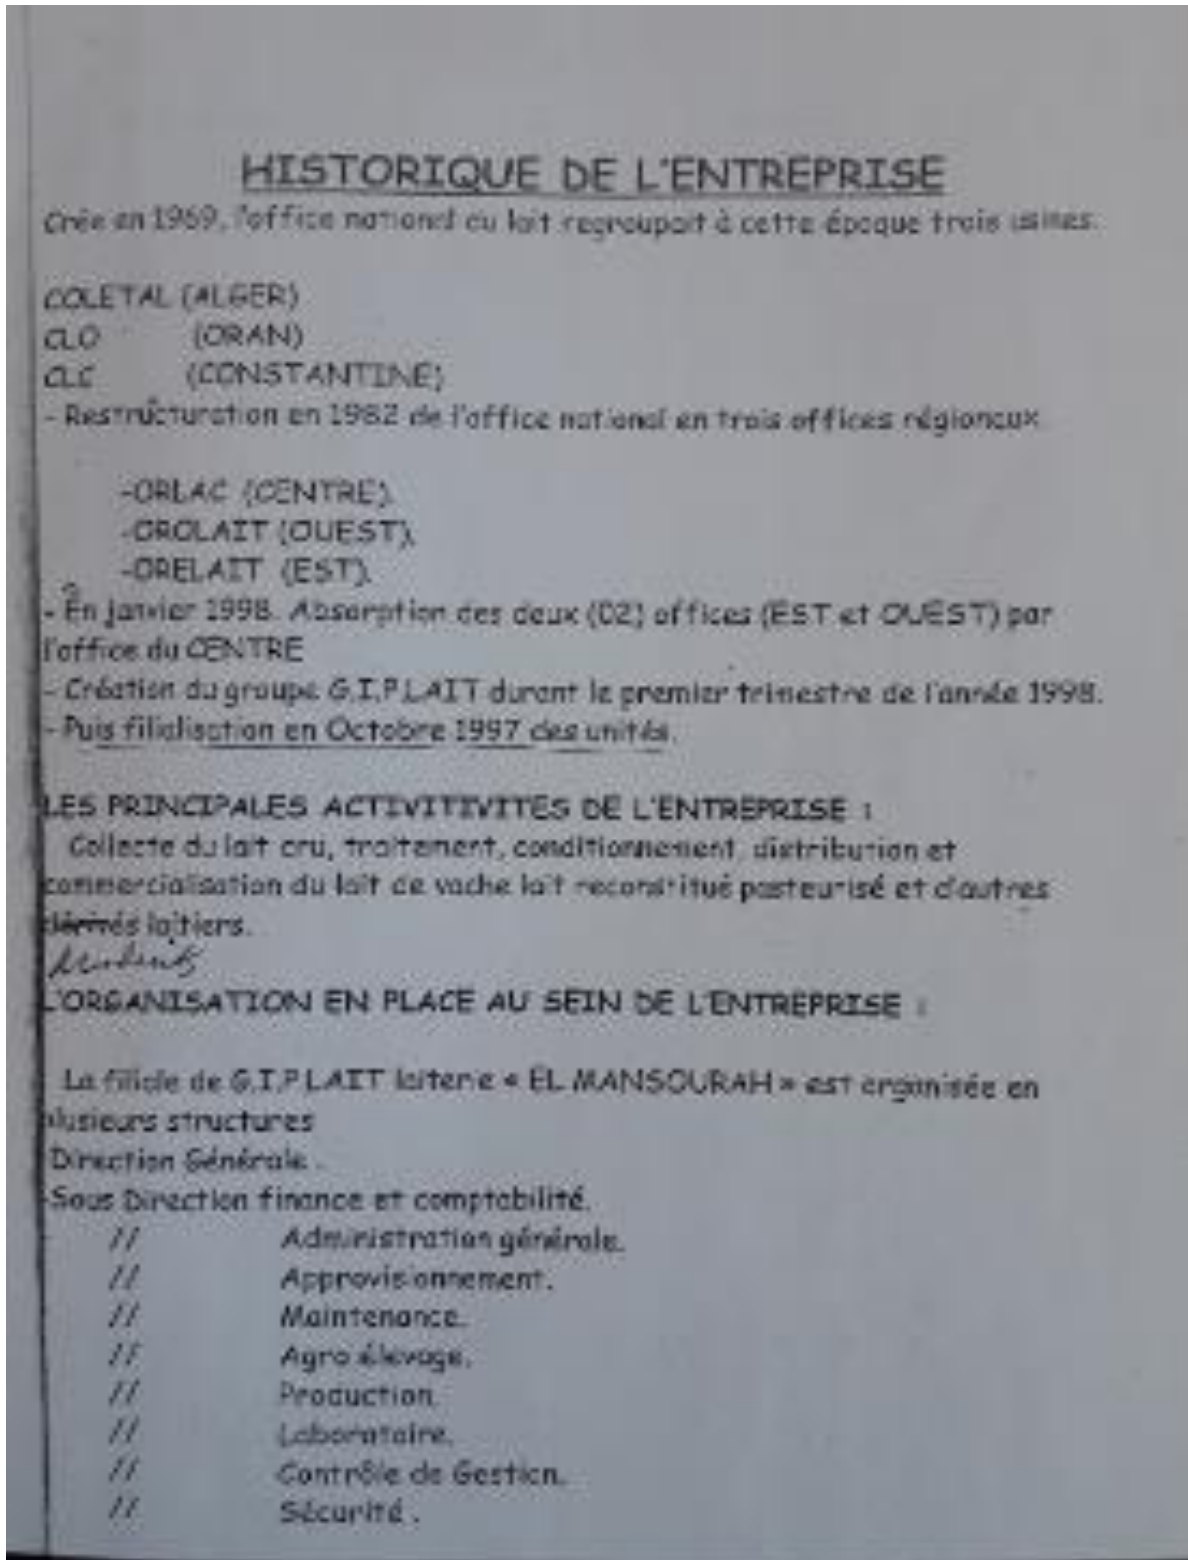 HISTORIQUE DE L'ENTREPRISE
Crée en 1969, l'office national du lait regroupait à cette époque trois usines.
COLETAL (ALGER)
CLO (ORAN)
CLC (CONSTANTINE)
- Restructuration en 1982 de l'office national en trois offices régionaux
-ORLAC (CENTRE).
-OROLAIT (OUEST).
-ORELAIT (EST).
- En janvier 1998. Absorption des deux (02) offices (EST et OUEST) par
l'office du CENTRE
- Création du groupe G.I.P.LAIT durant le premier trimestre de l'année 1998.
- Puis filialisation en Octobre 1997 des unités.
LES PRINCIPALES ACTIVITIVITES DE L'ENTREPRISE :
Collecte du lait cru, traitement, conditionnement, distribution et
commercialisation du lait de vache lait reconstitué pasteurisé et d'autres
dérivés laitiers.
L'ORGANISATION EN PLACE AU SEIN DE L'ENTREPRISE :
La filiale de G.I.P LAIT laiterie « EL MANSOURAH » est organisée en
plusieurs structures
Direction Générale.
-Sous Direction finance et comptabilité.
// Administration générale.
// Approvisionnement.
// Maintenance.
// Agro élevage.
// Production.
// Laboratoire.
// Contrôle de Gestion.
// Sécurité.